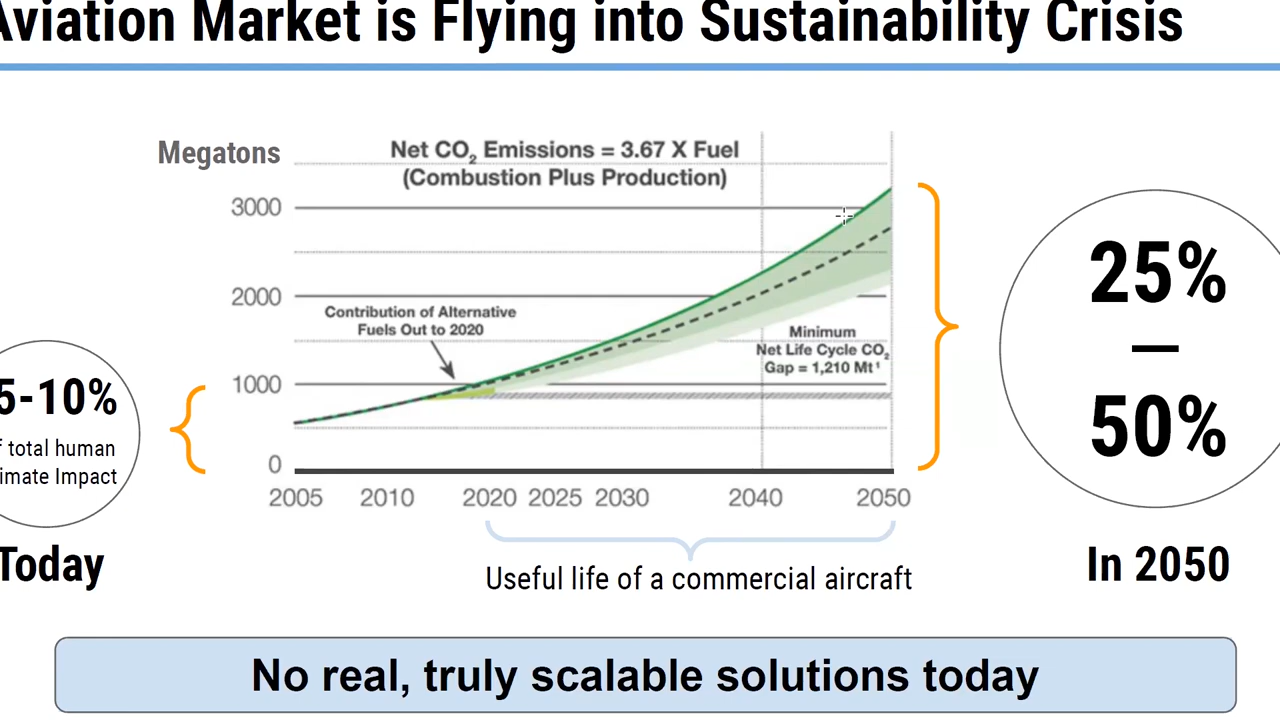 Aviation Market is Flying into Sustainability Crisis
Megatons
Net CO₂ Emissions = 3.67 X Fuel
(Combustion Plus Production)
3000
2000
1000
0
Contribution of Alternative
Fuels Out to 2020
Minimum
Net Life Cycle CO₂
Gap = 1,210 Mt¹
2005 2010 2020 2025 2030 2040 2050
Useful life of a commercial aircraft
5-10%
f total human
imate Impact
Today
25%
–
50%
In 2050
No real, truly scalable solutions today